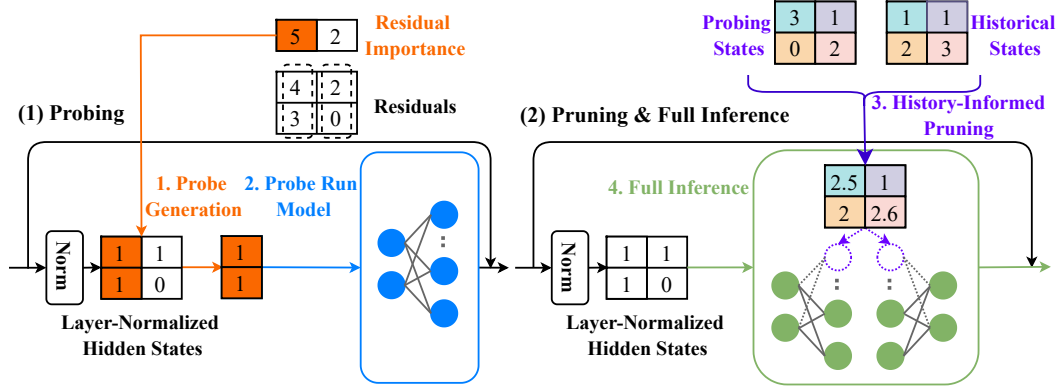 5 2
Residual
Importance
4 2
3 0
Residuals
(1) Probing
1. Probe
Generation
2. Probe Run
Model
Norm
1 1
1 0
1
1
Layer-Normalized
Hidden States
Probing
States
3 1
0 2
1 1
2 3
Historical
States
(2) Pruning & Full Inference
3. History-Informed
Pruning
4. Full Inference
2.5 1
2 2.6
Norm
1 1
1 0
Layer-Normalized
Hidden States